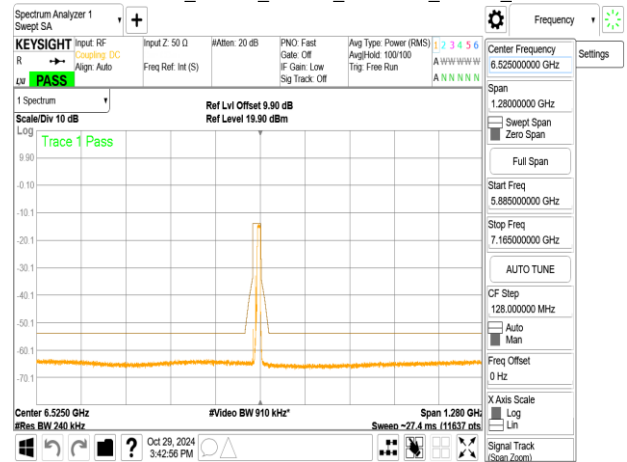 Spectrum Analyzer 1
Swept SA
+
Frequency
KEYSIGHT
R
LXI
PASS
Input: RF
Coupling: DC
Align: Auto
Input Z: 50 Ω
Freq Ref: Int (S)
#Atten: 20 dB
PNO: Fast
Gate: Off
IF Gain: Low
Sig Track: Off
Avg Type: Power (RMS)
Avg|Hold: 100/100
Trig: Free Run
1 2 3 4 5 6
A W W W W W
A N N N N N
Settings
Center Frequency
6.525000000 GHz
Span
1.28000000 GHz
Swept Span
Zero Span
Full Span
Start Freq
5.885000000 GHz
Stop Freq
7.165000000 GHz
AUTO TUNE
CF Step
128.000000 MHz
Auto
Man
Freq Offset
0 Hz
X Axis Scale
Log
Lin
Signal Track
(Span Zoom)
1 Spectrum
Scale/Div 10 dB
Ref Lvl Offset 9.90 dB
Ref Level 19.90 dBm
Log
Trace 1 Pass
9.90
-0.10
-10.1
-20.1
-30.1
-40.1
-50.1
-60.1
-70.1
Center 6.5250 GHz
#Video BW 910 kHz*
Span 1.280 GHz
#Res BW 240 kHz
Sweep ~27.4 ms (11637 pts
?
Oct 29, 2024
3:42:56 PM